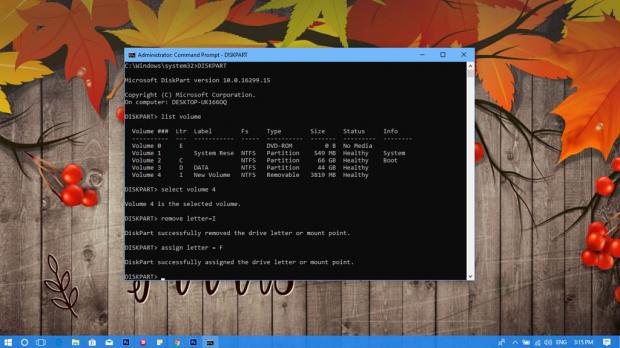 Administrator: Command Prompt - DISKPART
C:\Windows\system32>DISKPART
Microsoft DiskPart version 10.0.16299.15
Copyright (C) Microsoft Corporation.
On computer: DESKTOP-UK166OQ
DISKPART> list volume
Volume ### Ltr Label Fs Type Size Status Info
---------- --- ----------- ----- ---------- ------- --------- --------
Volume 0 E DVD-ROM 0 B No Media
Volume 1 System Rese NTFS Partition 549 MB Healthy System
Volume 2 C NTFS Partition 66 GB Healthy Boot
Volume 3 D DATA NTFS Partition 44 GB Healthy
Volume 4 I New Volume NTFS Removable 3819 MB Healthy
DISKPART> select volume 4
Volume 4 is the selected volume.
DISKPART> remove letter=I
DiskPart successfully removed the drive letter or mount point.
DISKPART> assign letter = F
DiskPart successfully assigned the drive letter or mount point.
DISKPART>
ENG 3:15 PM